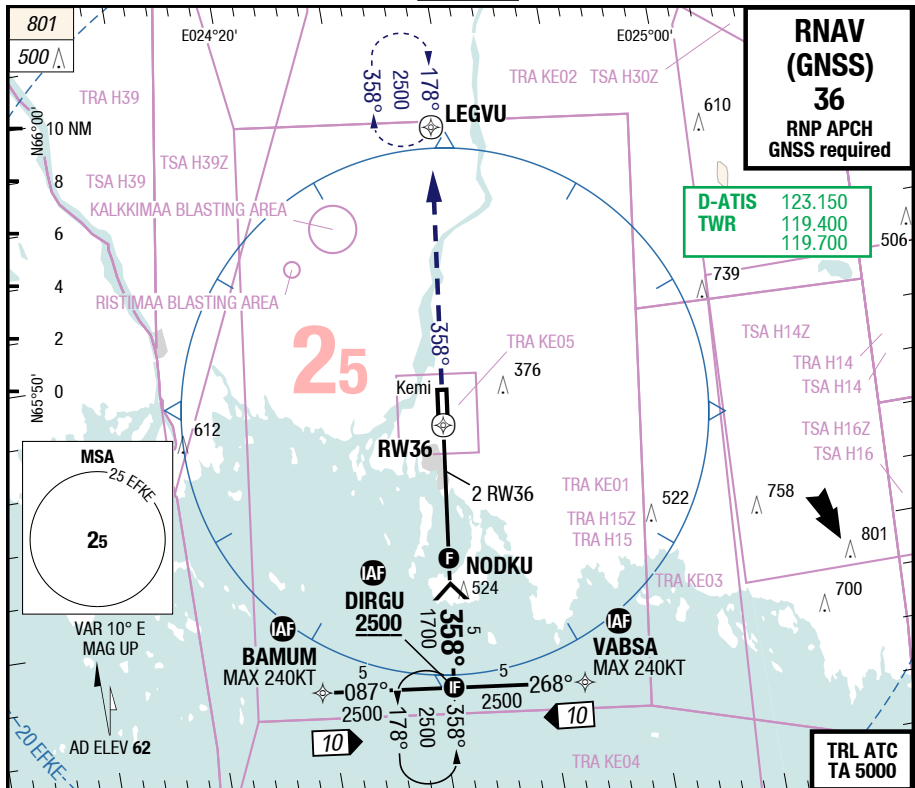 801
500
E024°20'
E025°00'
RNAV
(GNSS)
36
RNP APCH
GNSS required
TRA KE02
TSA H30Z
TRA H39
358°
2500
178°
LEGVU
610
N66°00'
10 NM
TSA H39Z
TSA H39
8
KALKKIMAA BLASTING AREA
D-ATIS 123.150
TWR 119.400
119.700
506
6
739
4
RISTIMAA BLASTING AREA
358°
25
TSA H14Z
2
TRA KE05
TRA H14
TSA H14
376
Kemi
N65°50'
0
612
RW36
TSA H16Z
TSA H16
MSA
25 EFKE
25
2 RW36
TRA KE01
522
758
TRA H15Z
TRA H15
801
F
NODKU
IAF
DIRGU
2500
524
TRA KE03
700
VAR 10° E
MAG UP
IAF
BAMUM
MAX 240KT
5
1700
358°
IAF
VABSA
MAX 240KT
5
087°
2500
IF
5
268°
2500
10
178°
2500
358°
10
AD ELEV 62
20 EFKE
TRA KE04
TRL ATC
TA 5000